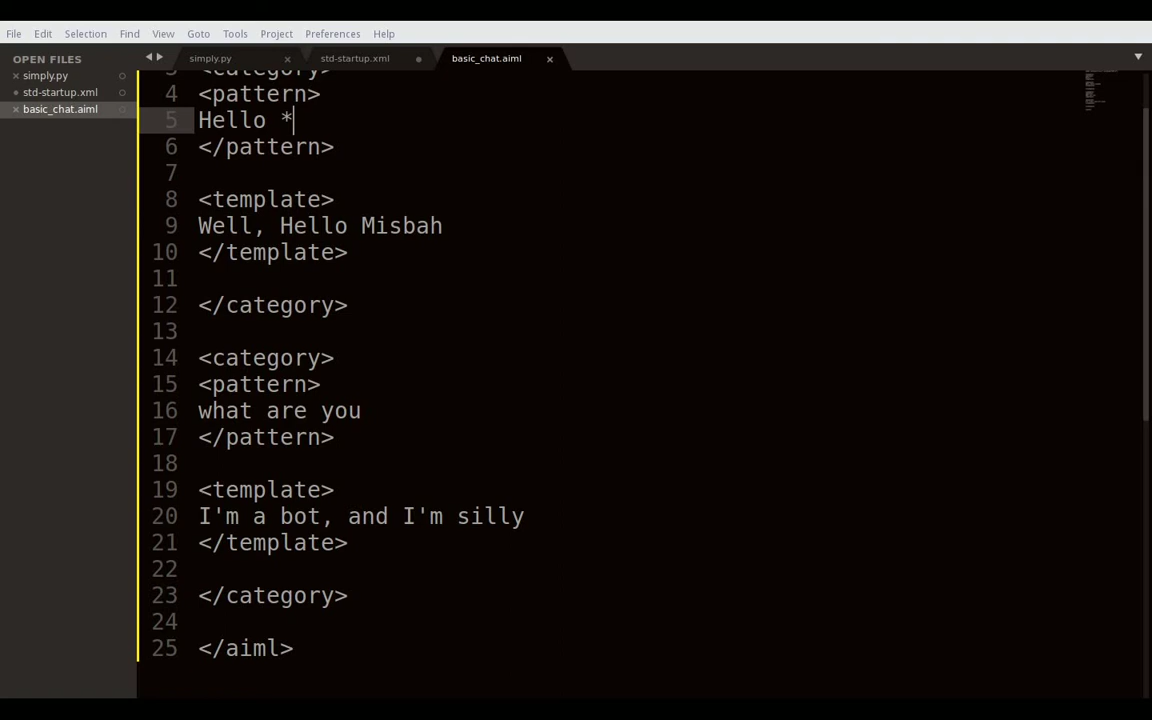 File Edit Selection Find View Goto Tools Project Preferences Help
OPEN FILES
simply.py
std-startup.xml
basic_chat.aiml
simply.py std-startup.xml basic_chat.aiml
3 <category>
4 <pattern>
5 Hello *
6 </pattern>
7
8 <template>
9 Well, Hello Misbah
10 </template>
11
12 </category>
13
14 <category>
15 <pattern>
16 what are you
17 </pattern>
18
19 <template>
20 I'm a bot, and I'm silly
21 </template>
22
23 </category>
24
25 </aiml>